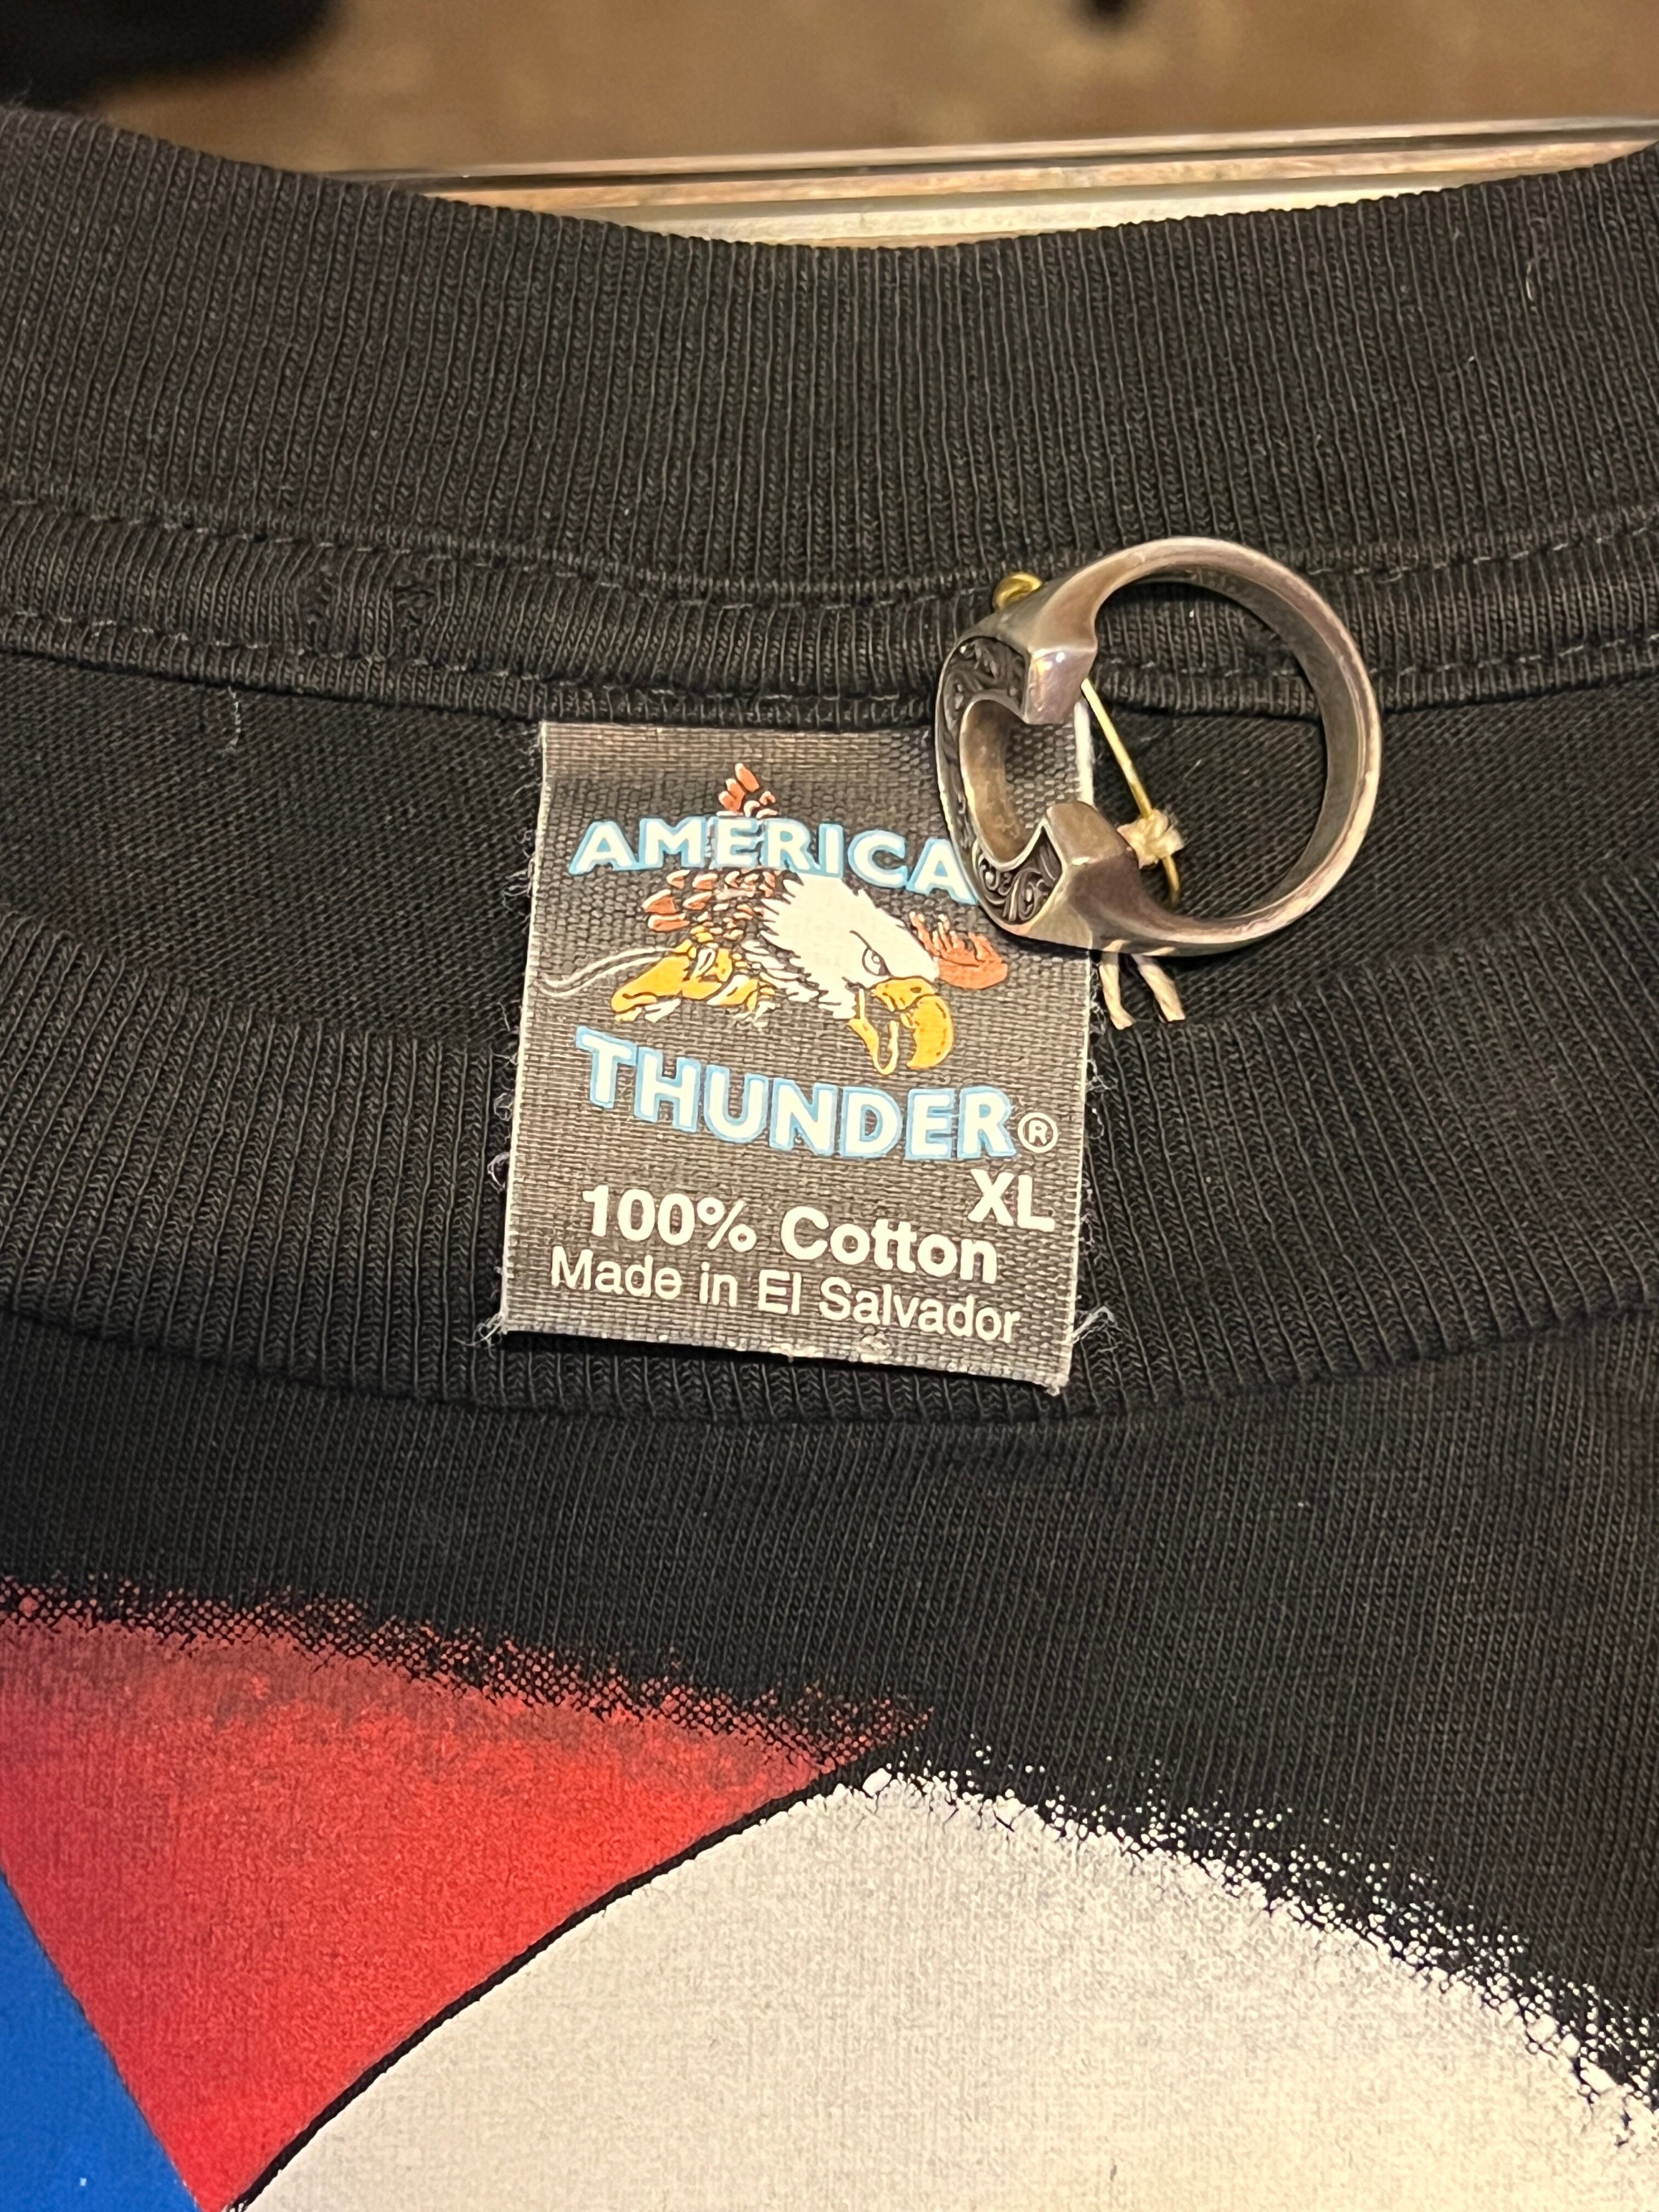 AMERICA
THUNDER®
XL
100% Cotton
Made in El Salvador